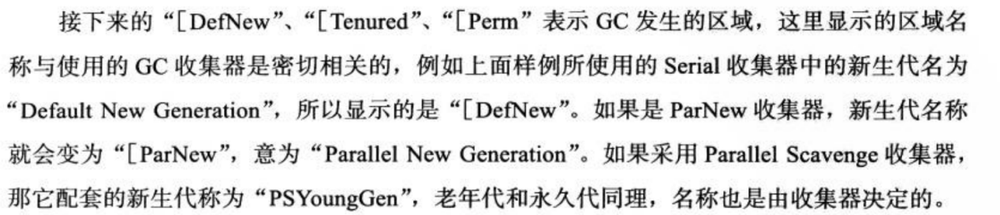 接下来的“[DefNew”、“[Tenured”、“[Perm”表示 GC 发生的区域，这里显示的区域名
称与使用的 GC 收集器是密切相关的，例如上面样例所使用的 Serial 收集器中的新生代名为
“Default New Generation”，所以显示的是“[DefNew”。如果是 ParNew 收集器，新生代名称
就会变为“[ParNew”，意为“Parallel New Generation”。如果采用 Parallel Scavenge 收集器，
那它配套的新生代称为“PSYoungGen”，老年代和永久代同理，名称也是由收集器决定的。